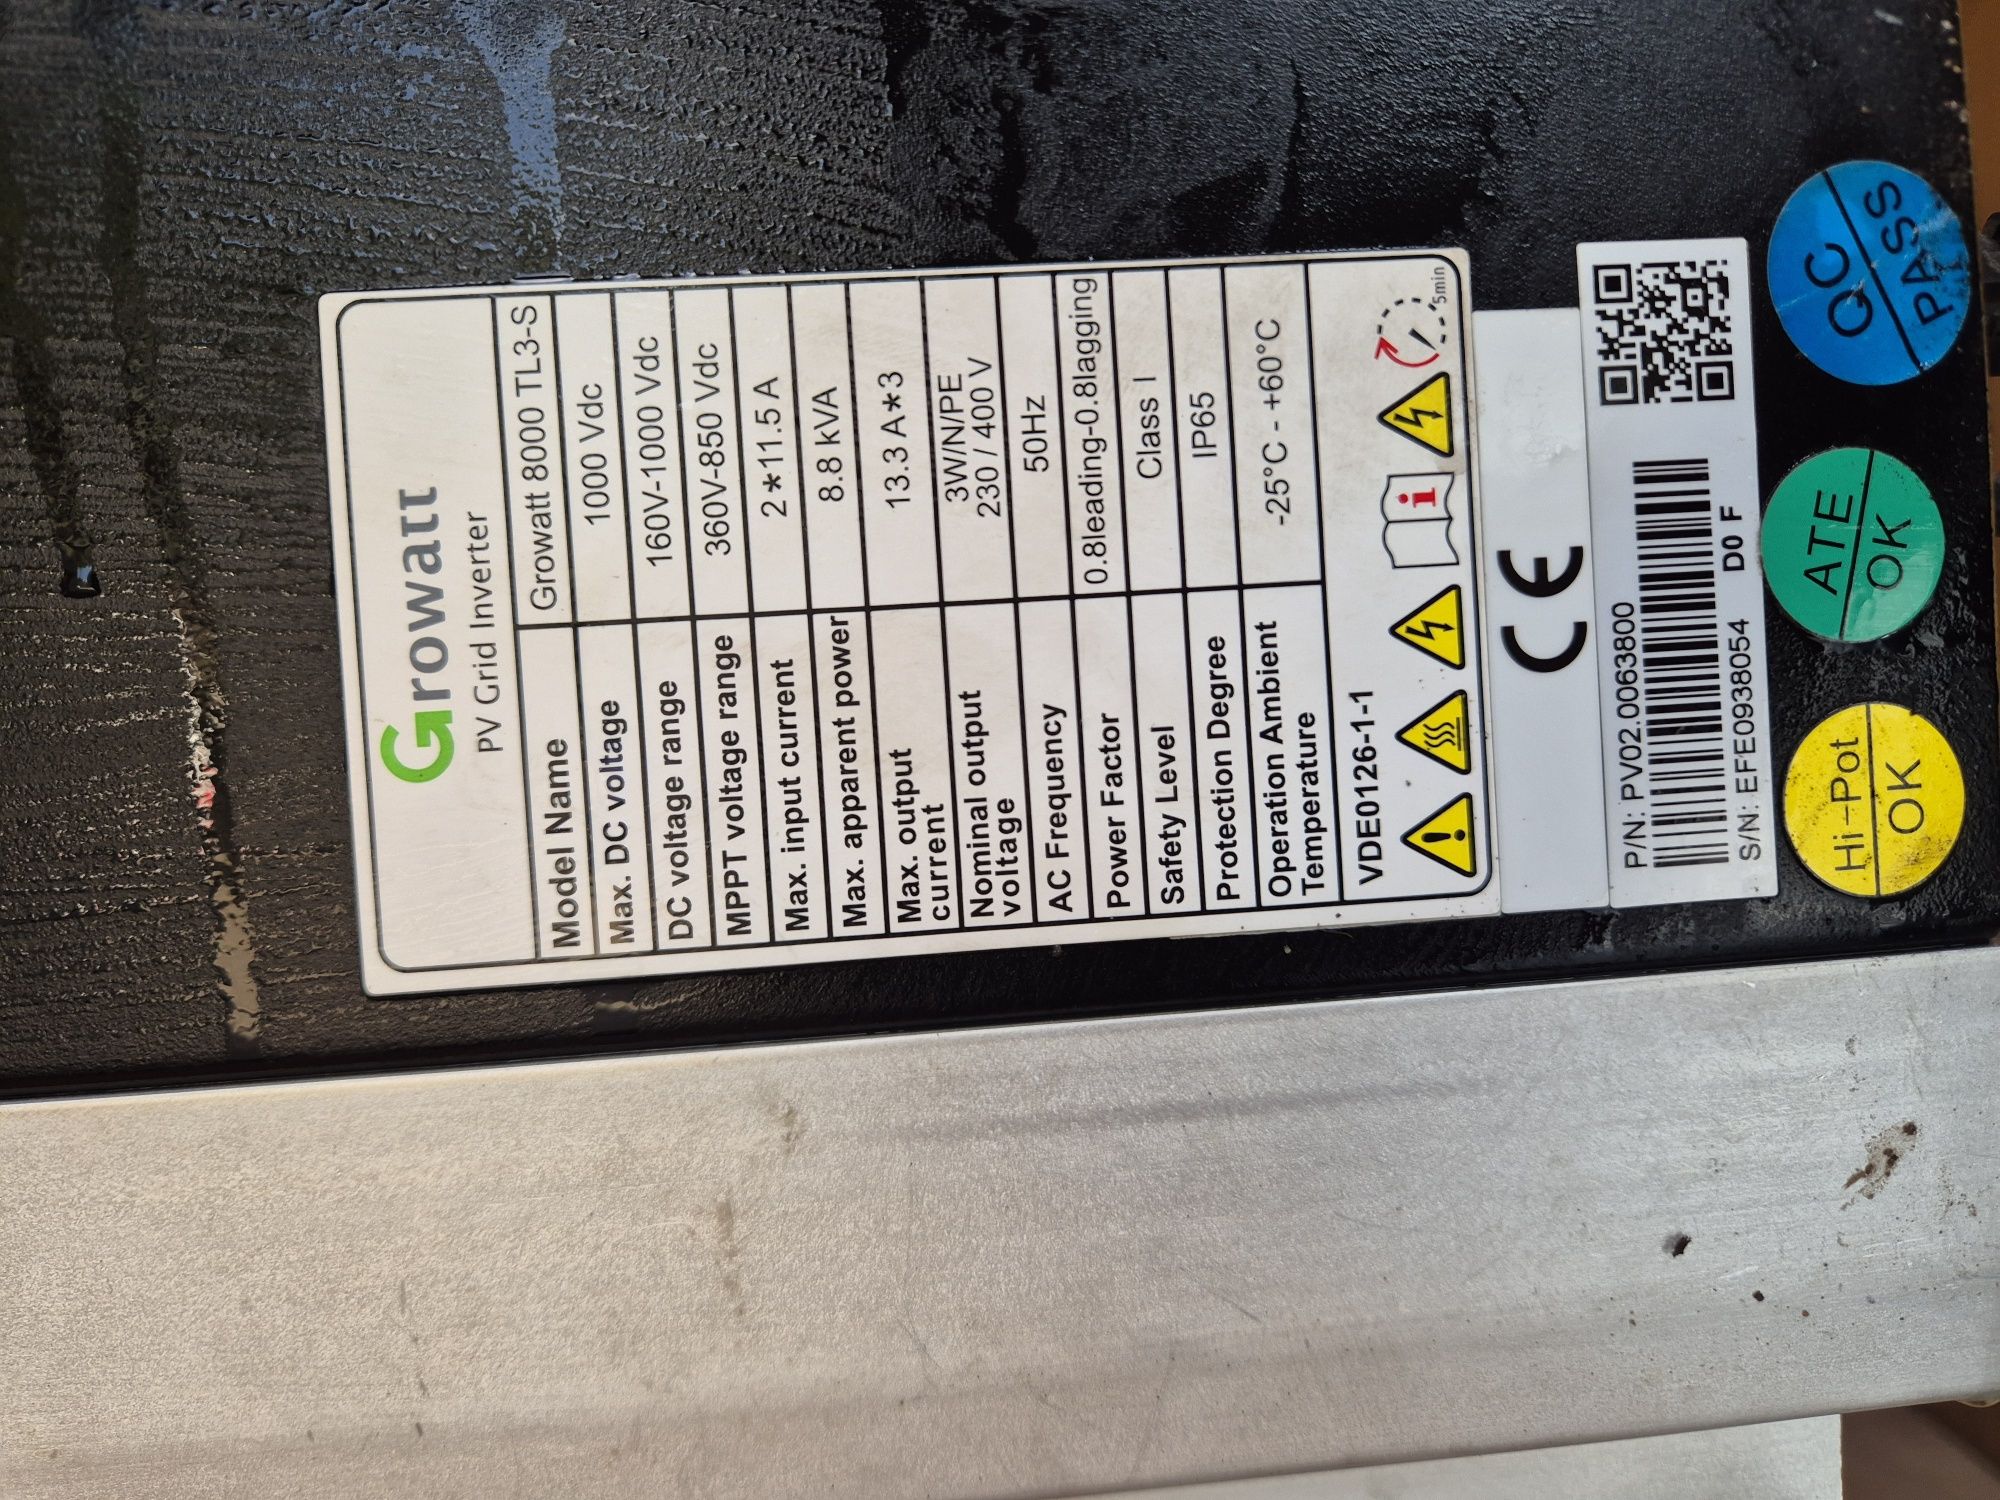 Growatt
PV Grid Inverter
Model Name Growatt 8000 TL3-S
Max. DC voltage 1000 Vdc
DC voltage range 160V-1000 Vdc
MPPT voltage range 360V-850 Vdc
Max. input current 2*11.5 A
Max. apparent power 8.8 kVA
Max. output current 13.3 A*3
Nominal output voltage 3W/N/PE 230 / 400 V
AC Frequency 50Hz
Power Factor 0.8leading-0.8lagging
Safety Level Class I
Protection Degree IP65
Operation Ambient Temperature -25°C - +60°C
VDE0126-1-1
i
5min
CE
P/N: PV02.0063800
S/N: EFE0938054 D0 F
Hi-Pot
OK
ATE
OK
QC
PASS